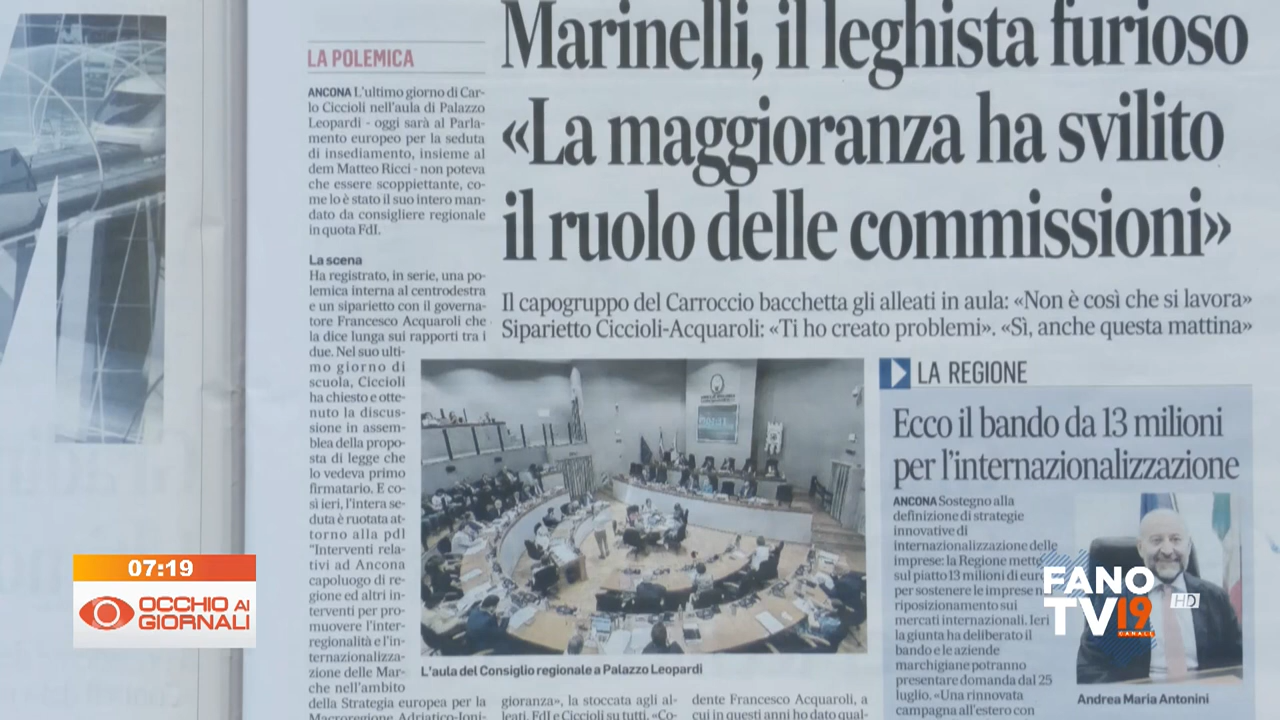 LA POLEMICA
ANCONA L'ultimo giorno di Car-
lo Ciccioli nell'aula di Palazzo
Leopardi - oggi sarà al Parla-
mento europeo per la seduta
di insediamento, insieme al
dem Matteo Ricci - non poteva
che essere scoppiettante, co-
me lo è stato il suo intero man-
dato da consigliere regionale
in quota FdI.
La scena
Ha registrato, in serie, una po-
lemica interna al centrodestra
e un siparietto con il governa-
tore Francesco Acquaroli che
la dice lunga sui rapporti tra i
due. Nel suo ulti-
mo giorno di
scuola, Ciccioli
ha chiesto e otte-
nuto la discus-
sione in assem-
blea della propo-
sta di legge che
lo vedeva primo
firmatario. E co-
sì ieri, l'intera se-
duta è ruotata at-
torno alla pdl
"Interventi rela-
tivi ad Ancona
capoluogo di re-
gione ed altri in-
terventi per pro-
muovere l'inter-
regionalità e l'in-
ternazionalizza-
zione delle Mar-
che nell'ambito
della Strategia europea per la
Macroregione Adriatico-Ioni-
Marinelli, il leghista furioso
«La maggioranza ha svilito
il ruolo delle commissioni»
Il capogruppo del Carroccio bacchetta gli alleati in aula: «Non è così che si lavora»
Siparietto Ciccioli-Acquaroli: «Ti ho creato problemi». «Sì, anche questa mattina»
L'aula del Consiglio regionale a Palazzo Leopardi
gioranza», la stoccata agli al-
leati, FdI e Ciccioli su tutti. «Co-
dente Francesco Acquaroli, a
cui in questi anni ho dato qual-
LA REGIONE
Ecco il bando da 13 milioni
per l'internazionalizzazione
ANCONA Sostegno alla
definizione di strategie
innovative di
internazionalizzazione delle
imprese: la Regione mette
sul piatto 13 milioni di euro
per sostenere le imprese n
riposizionamento sui
mercati internazionali. Ieri
la giunta ha deliberato il
bando e le aziende
marchigiane potranno
presentare domanda dal 25
luglio. «Una rinnovata
campagna all'estero con
Andrea Maria Antonini
07:19
OCCHIO AI
GIORNALI
FANO
TV19 HD
CANALE